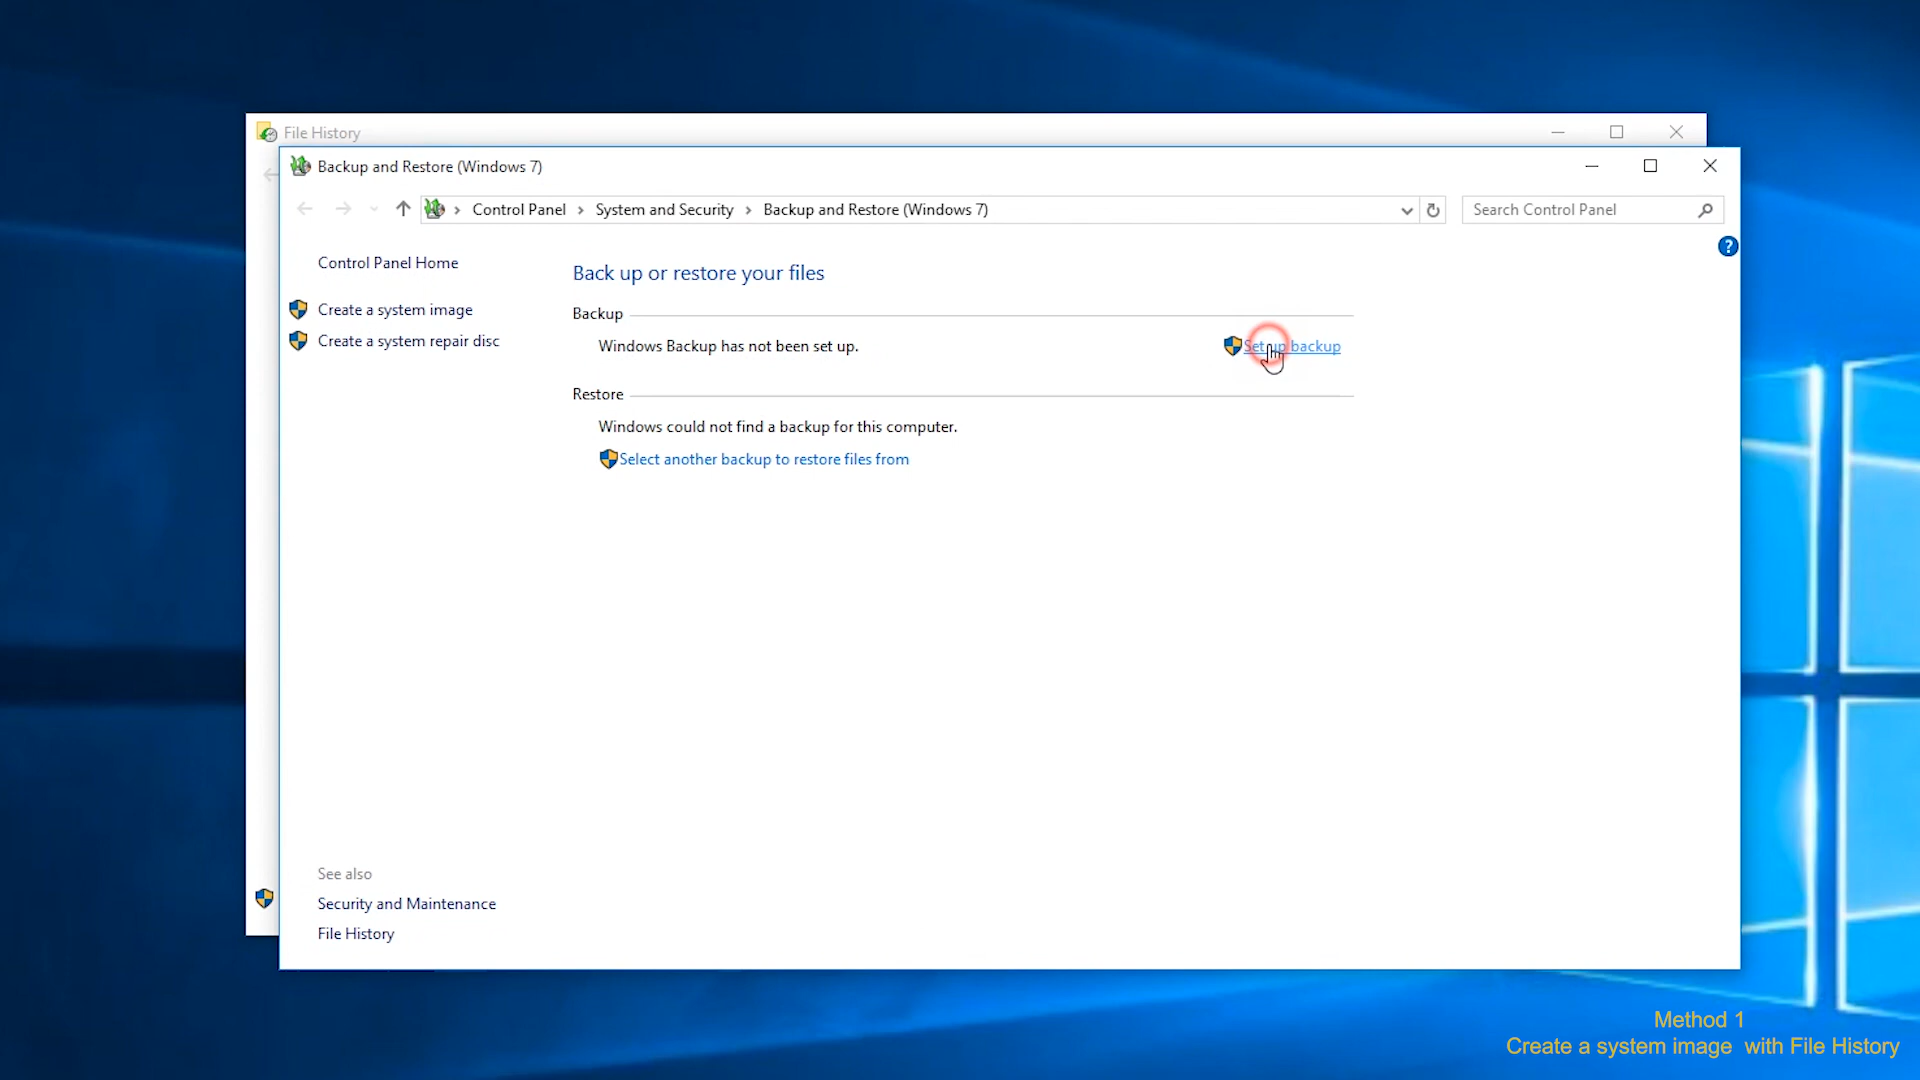 File History
Backup and Restore (Windows 7)
Control Panel System and Security Backup and Restore (Windows 7)
Search Control Panel
?
Control Panel Home
Create a system image
Create a system repair disc
Back up or restore your files
Backup
Windows Backup has not been set up.
Set up backup
Restore
Windows could not find a backup for this computer.
Select another backup to restore files from
See also
Security and Maintenance
File History
Method 1
Create a system image with File History